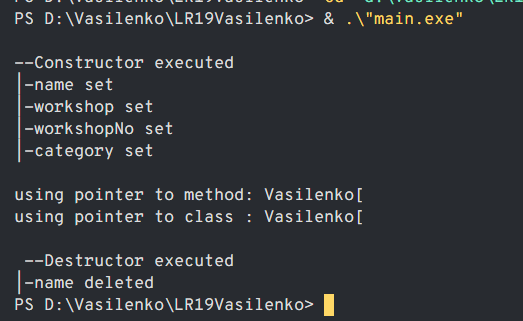 PS D:\Vasilenko\LR19Vasilenko> & .\"main.exe"
--Constructor executed
|-name set
|-workshop set
|-workshopNo set
|-category set
using pointer to method: Vasilenko[
using pointer to class : Vasilenko[
--Destructor executed
|-name deleted
PS D:\Vasilenko\LR19Vasilenko>